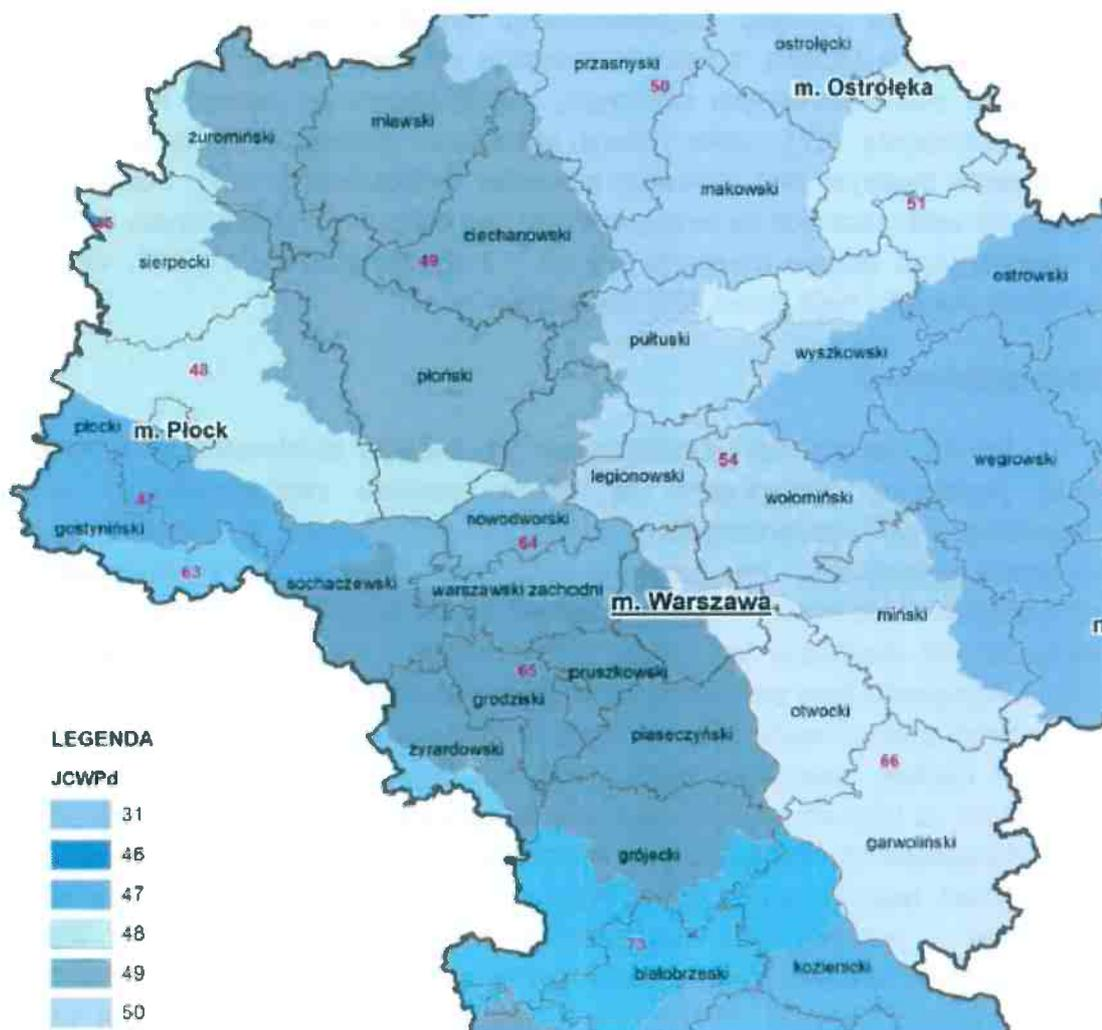 ostrołęcki
przasnyski
50
m. Ostrołęka
mławski
żuromiński
makowski
51
46
ciechanowski
sierpecki
49
ostrowski
pułtuski
wyszkowski
48
płoński
płocki
m. Płock
legionowski
54
węgrowski
wołomiński
47
gostyniński
nowodworski
64
63
sochaczewski
warszawski zachodni
m. Warszawa
miński
65
pruszkowski
grodziski
otwocki
piaseczyński
żyrardowski
66
garwoliński
grójecki
73
białobrzeski
kozienicki
LEGENDA
JCWPd
31
46
47
48
49
50